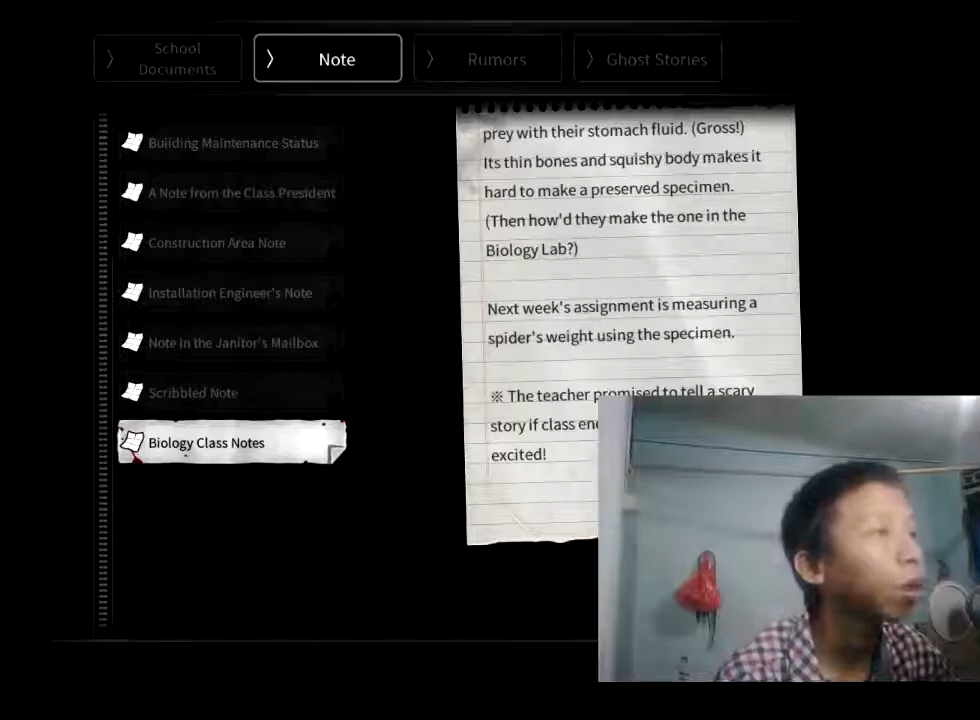 School
Documents
Note
Rumors
Ghost Stories
Building Maintenance Status
A Note from the Class President
Construction Area Note
Installation Engineer's Note
Note in the Janitor's Mailbox
Scribbled Note
Biology Class Notes
prey with their stomach fluid. (Gross!)
Its thin bones and squishy body makes it
hard to make a preserved specimen.
(Then how'd they make the one in the
Biology Lab?)
Next week's assignment is measuring a
spider's weight using the specimen.
※ The teacher promised to tell a scary
story if class
excited!